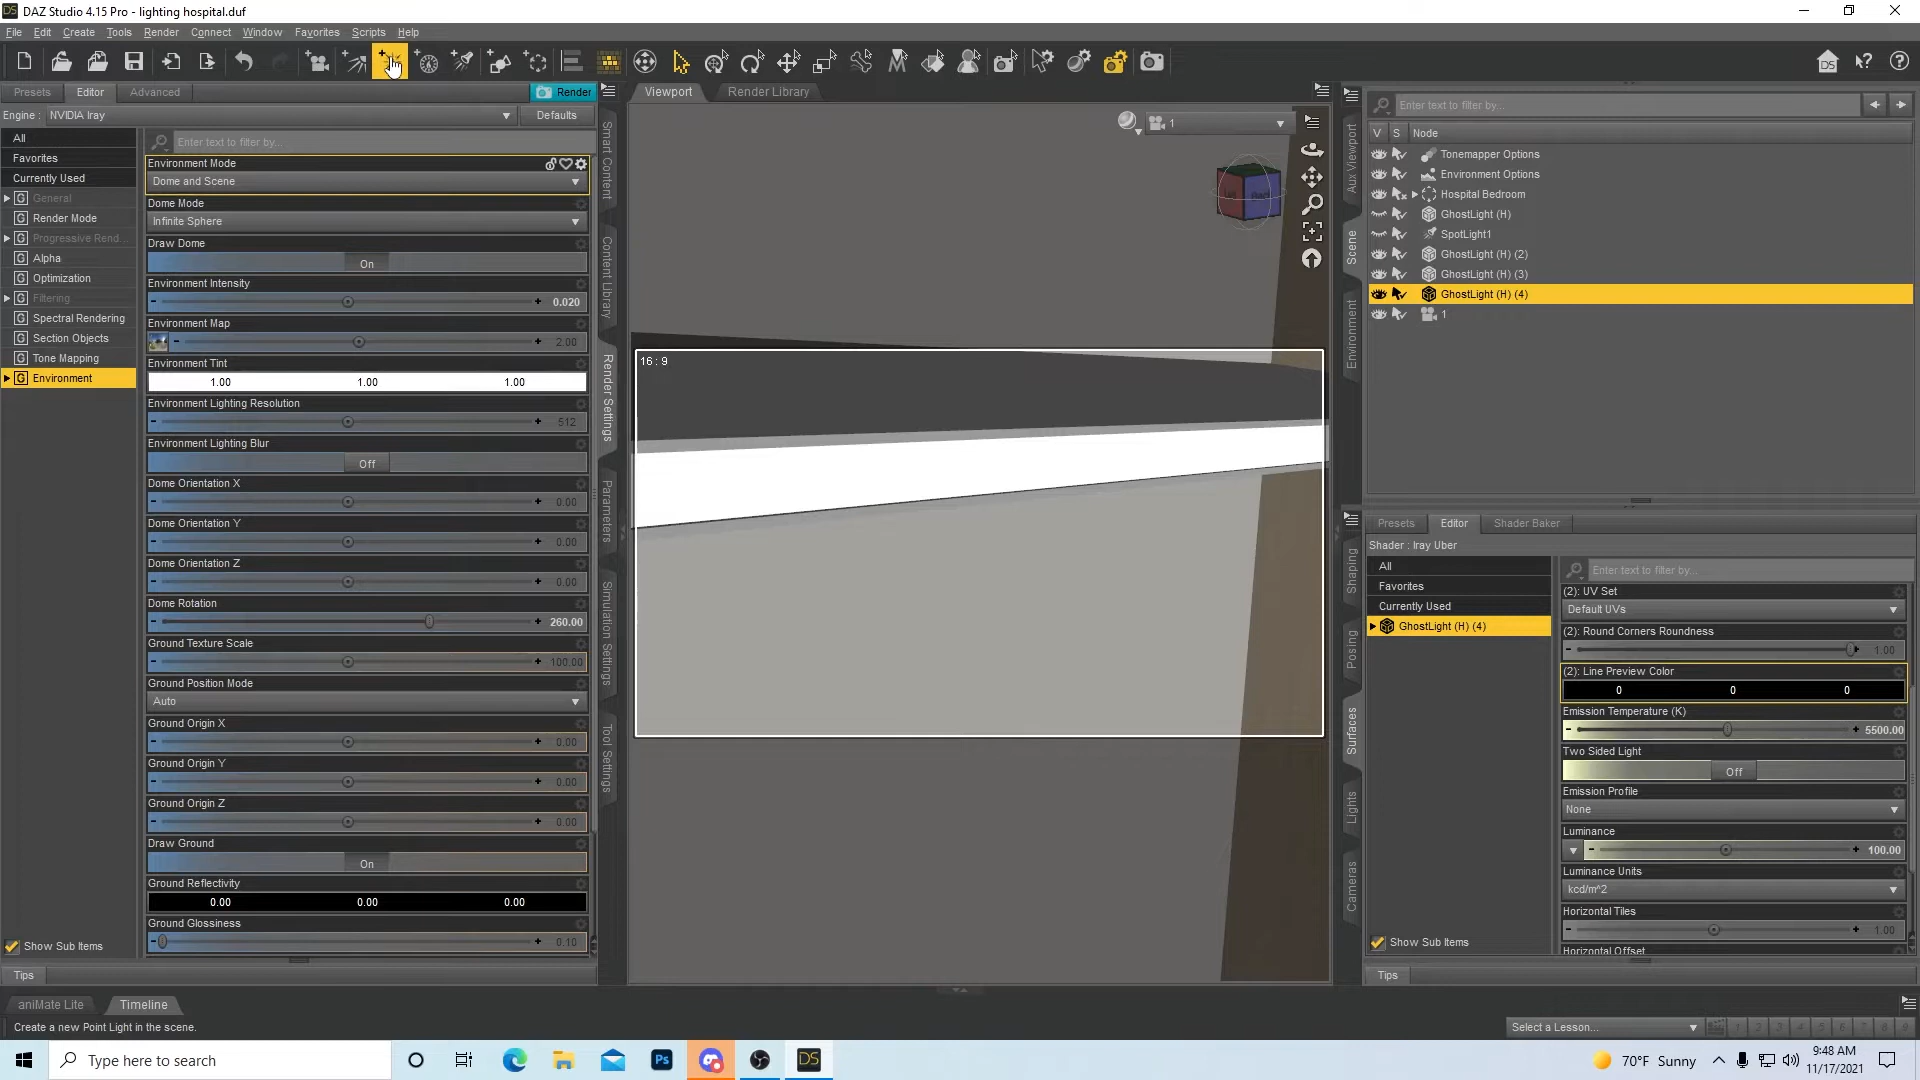 DAZ Studio 4.15 Pro - lighting hospital.duf
File Edit Create Tools Render Connect Window Favorites Scripts Help
Presets Editor Advanced Render
Engine : NVIDIA Iray Defaults
All
Favorites
Currently Used
General
Render Mode
Progressive Rend...
Alpha
Optimization
Filtering
Spectral Rendering
Section Objects
Tone Mapping
Environment
Show Sub Items
Tips
Enter text to filter by...
Environment Mode
Dome and Scene
Dome Mode
Infinite Sphere
Draw Dome
On
Environment Intensity
0.020
Environment Map
2.00
Environment Tint
1.00 1.00 1.00
Environment Lighting Resolution
512
Environment Lighting Blur
Off
Dome Orientation X
0.00
Dome Orientation Y
0.00
Dome Orientation Z
0.00
Dome Rotation
260.00
Ground Texture Scale
100.00
Ground Position Mode
Auto
Ground Origin X
0.00
Ground Origin Y
0.00
Ground Origin Z
0.00
Draw Ground
On
Ground Reflectivity
0.00 0.00 0.00
Ground Glossiness
0.10
Smart Content
Content Library
Render Settings
Parameters
Simulation Settings
Tool Settings
Viewport Render Library
1
Back
16 : 9
Aux Viewport
Scene
Environment
Enter text to filter by...
V S Node
Tonemapper Options
Environment Options
Hospital Bedroom
GhostLight (H)
SpotLight1
GhostLight (H) (2)
GhostLight (H) (3)
GhostLight (H) (4)
1
Shaping
Posing
Surfaces
Lights
Cameras
Presets Editor Shader Baker
Shader : Iray Uber
All
Favorites
Currently Used
GhostLight (H) (4)
Show Sub Items
Tips
Enter text to filter by...
(2): UV Set
Default UVs
(2): Round Corners Roundness
1.00
(2): Line Preview Color
0 0 0
Emission Temperature (K)
5500.00
Two Sided Light
Off
Emission Profile
None
Luminance
100.00
Luminance Units
kcd/m^2
Horizontal Tiles
1.00
Horizontal Offset
aniMate Lite Timeline
Create a new Point Light in the scene.
Select a Lesson... 1 2 3 4 5 6 7 8 9
Type here to search
Ps
DS
70°F Sunny
9:48 AM
11/17/2021